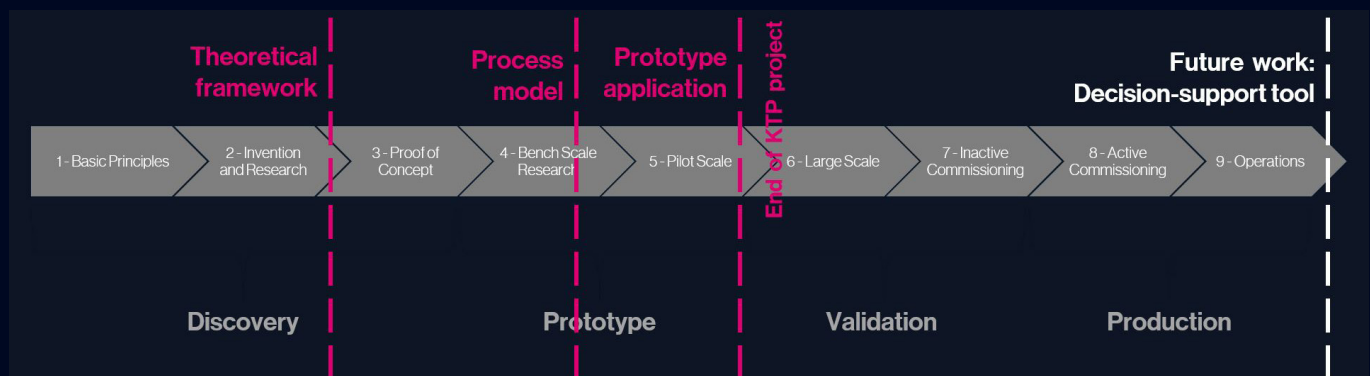 Theoretical
framework
Process
model
Prototype
application
End of KTP project
Future work:
Decision-support tool
1 - Basic Principles
2 - Invention
and Research
3 - Proof of
Concept
4 - Bench Scale
Research
5 - Pilot Scale
6 - Large Scale
7 - Inactive
Commissioning
8 - Active
Commissioning
9 - Operations
Discovery
Prototype
Validation
Production